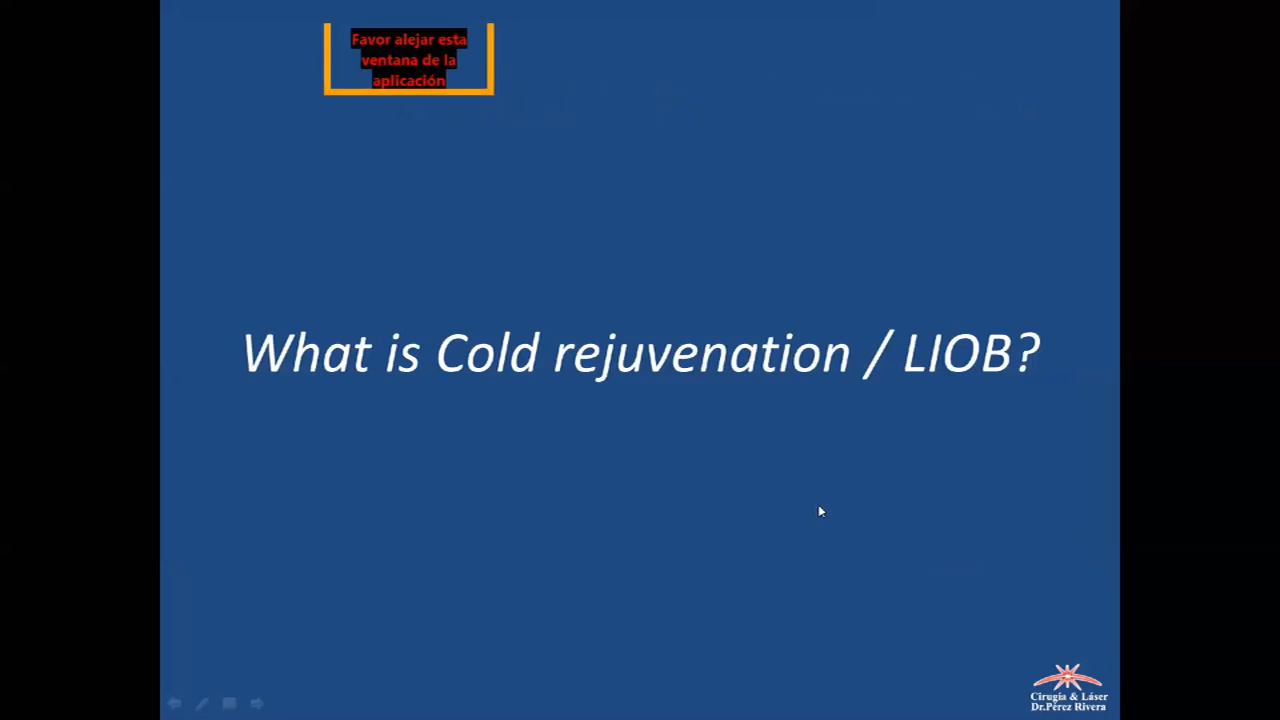 Favor alejar esta
ventana de la
aplicación
What is Cold rejuvenation / LIOB?
Cirugía & Láser
Dr.Pérez Rivera